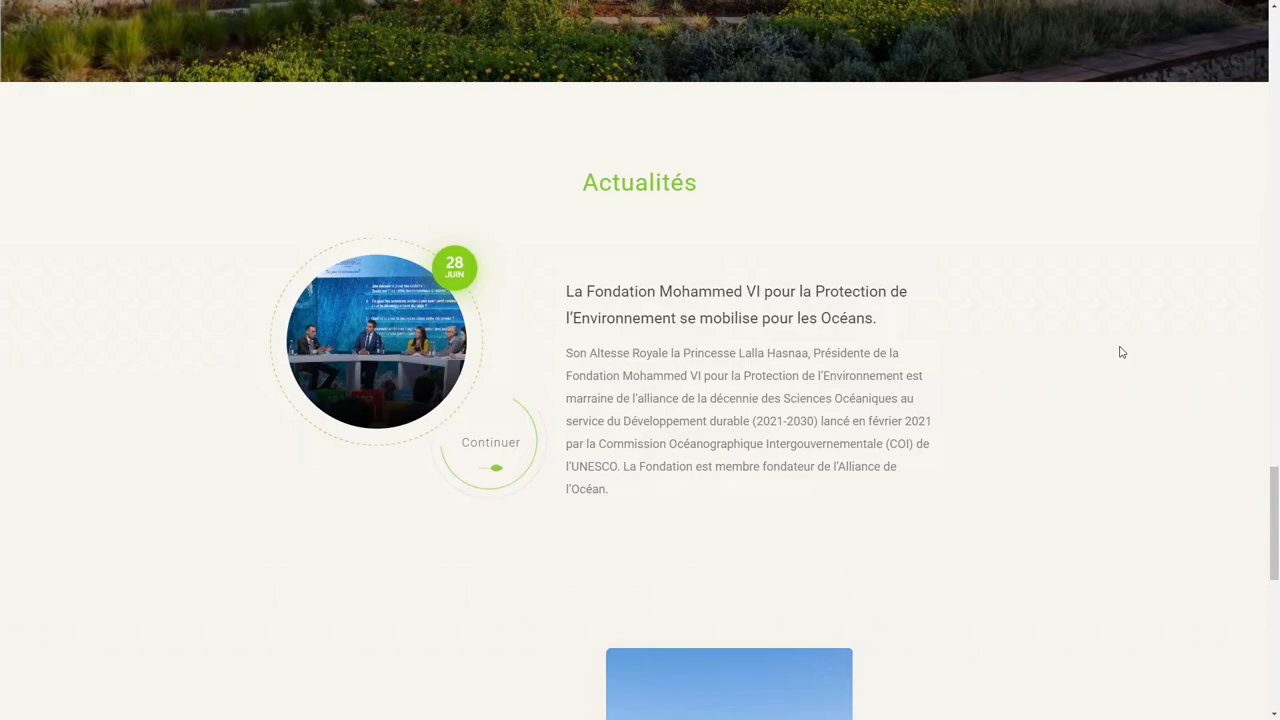 Actualités
28
JUIN
La Fondation Mohammed VI pour la Protection de
l’Environnement se mobilise pour les Océans.
Son Altesse Royale la Princesse Lalla Hasnaa, Présidente de la
Fondation Mohammed VI pour la Protection de l’Environnement est
marraine de l’alliance de la décennie des Sciences Océaniques au
service du Développement durable (2021-2030) lancé en février 2021
par la Commission Océanographique Intergouvernementale (COI) de
l’UNESCO. La Fondation est membre fondateur de l’Alliance de
l’Océan.
Continuer